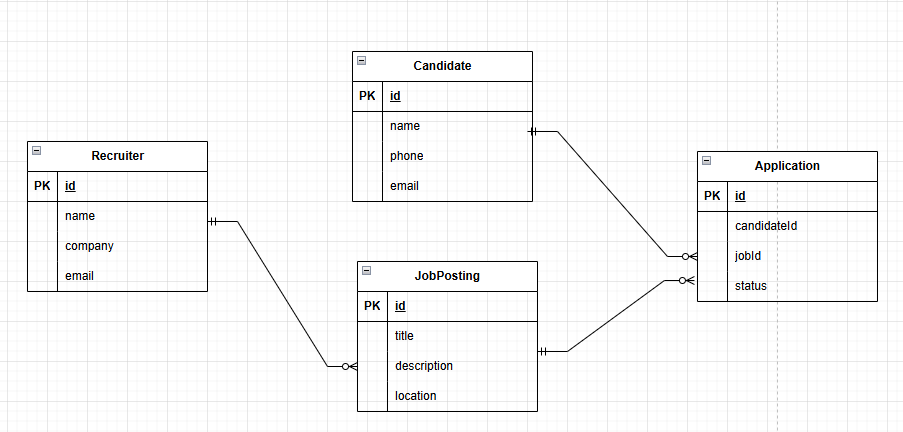 Candidate
PK id
name
phone
email
Recruiter
PK id
name
company
email
Application
PK id
candidateId
jobId
status
JobPosting
PK id
title
description
location